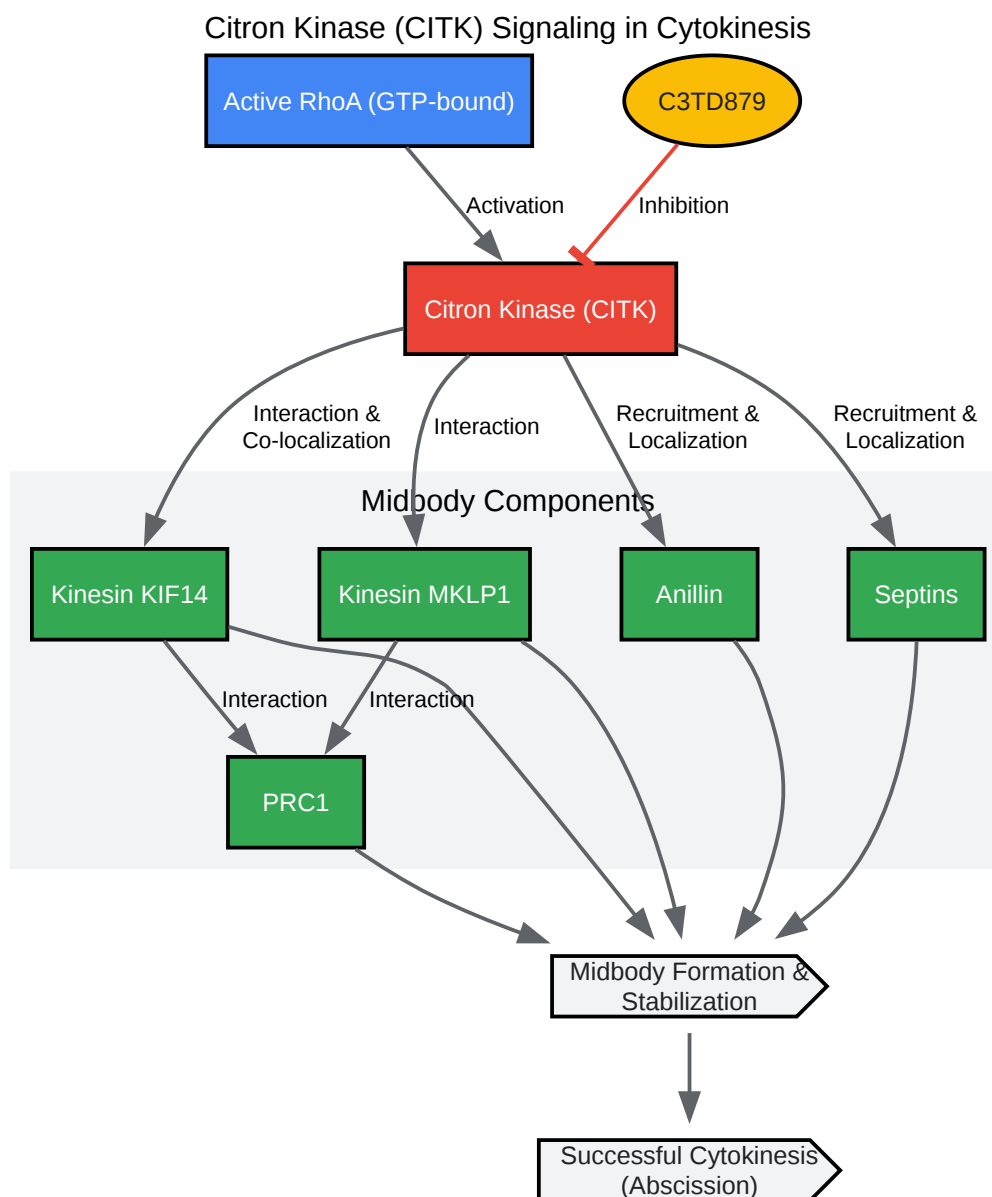 Citron Kinase (CITK) Signaling in Cytokinesis
Active RhoA (GTP-bound)
C3TD879
Activation
Inhibition
Citron Kinase (CITK)
Interaction &
Co-localization
Interaction
Recruitment &
Localization
Recruitment &
Localization
Midbody Components
Kinesin KIF14
Kinesin MKLP1
Anillin
Septins
Interaction
Interaction
PRC1
Midbody Formation &
Stabilization
Successful Cytokinesis
(Abscission)